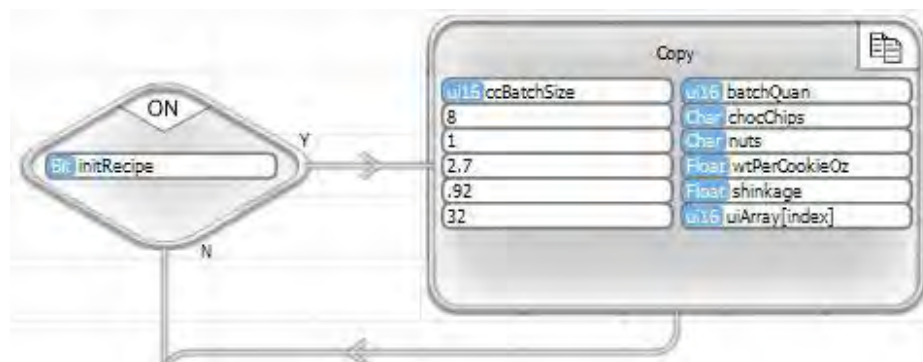 Copy
ON
Y
Bit initRecipe
N
ui16 ccBatchSize ui16 batchQuan
8 Char chocChips
1 Char nuts
2.7 Float wtPerCookieOz
.92 Float shinkage
32 ui16 uiArray[index]